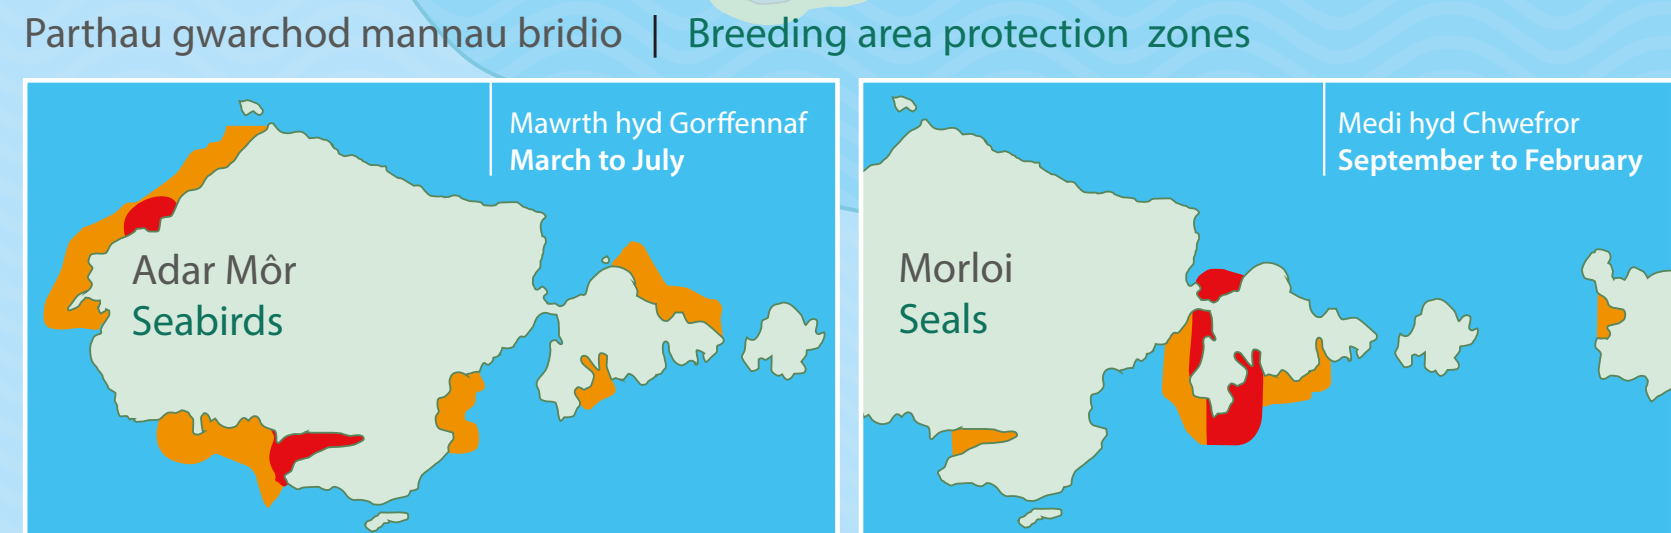 Parthau gwarchod mannau bridio | Breeding area protection zones
Mawrth hyd Gorffennaf
March to July
Adar Môr
Seabirds
Medi hyd Chwefror
September to February
Morloi
Seals